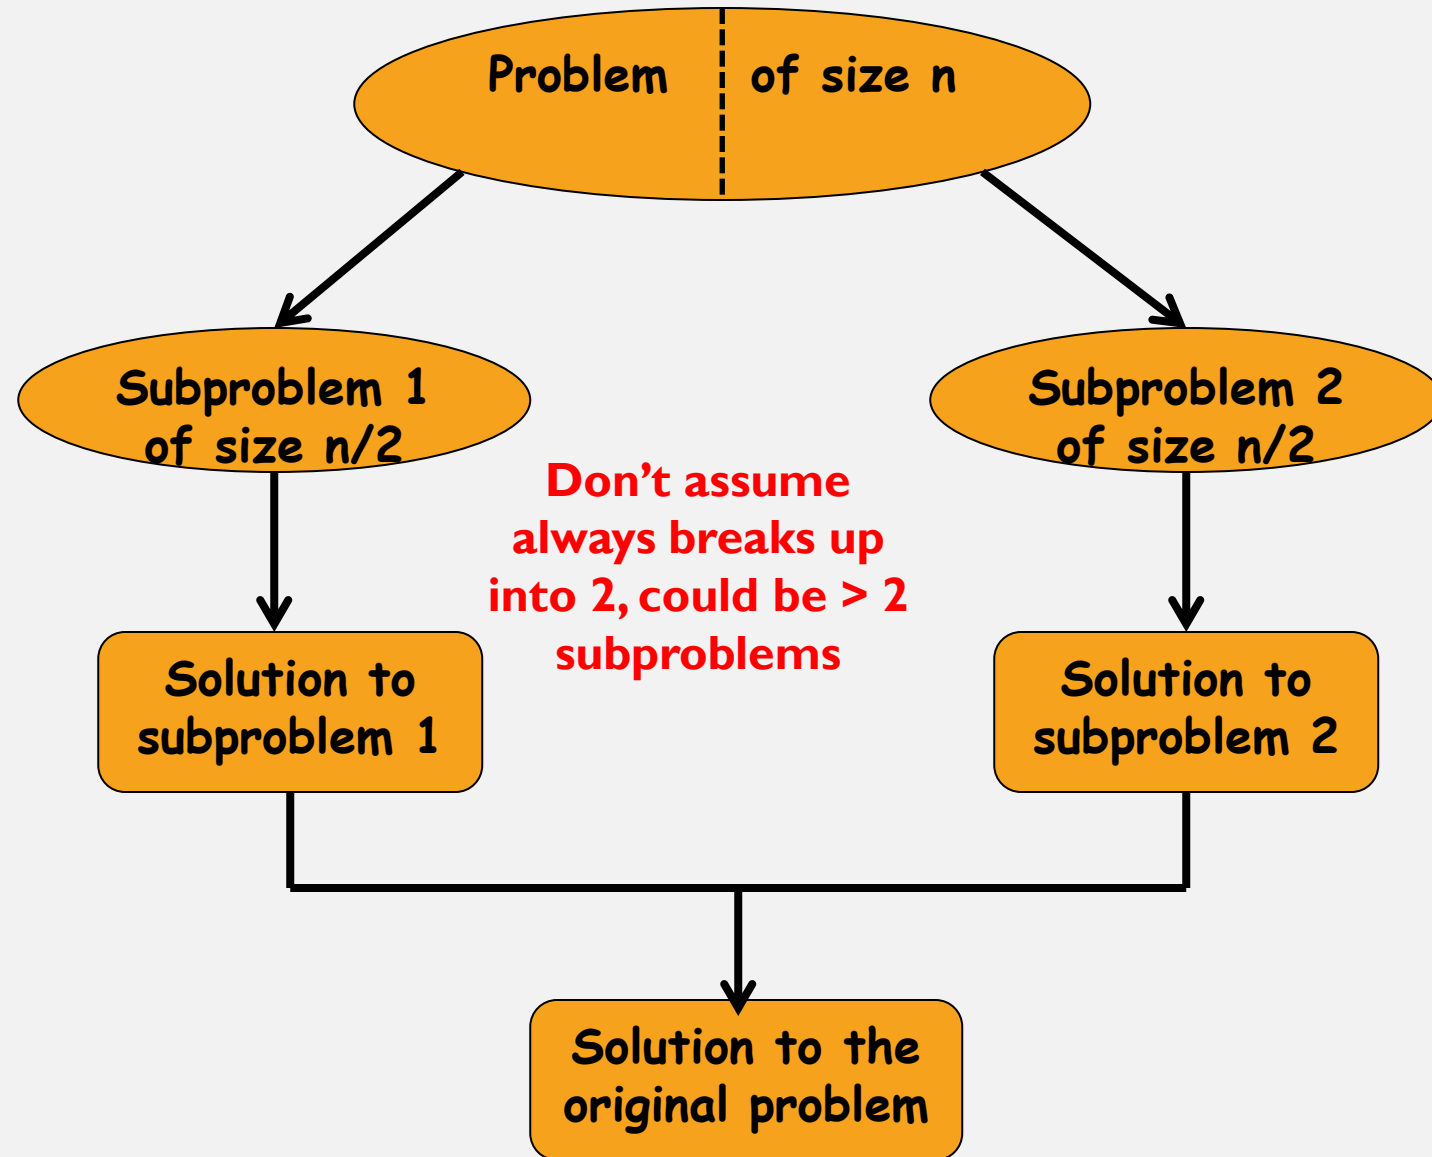 Problem of size n
Subproblem 1
of size n/2
Subproblem 2
of size n/2
Don't assume
always breaks up
into 2, could be > 2
subproblems
Solution to
subproblem 1
Solution to
subproblem 2
Solution to the
original problem